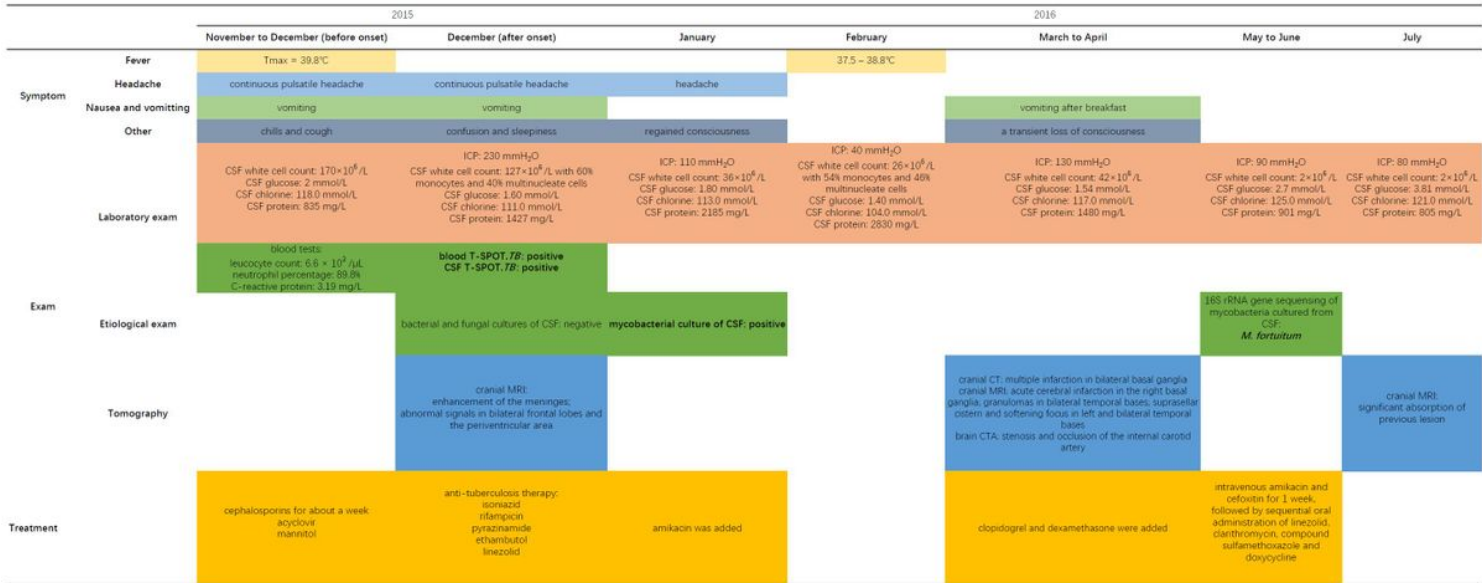 2015
2016
November to December (before onset)
December (after onset)
January
February
March to April
May to June
July
Symptom
Fever
Tmax = 39.8℃
37.5 – 38.8℃
Headache
continuous pulsatile headache
continuous pulsatile headache
headache
Nausea and vomitting
vomiting
vomiting
vomiting after breakfast
Other
chills and cough
confusion and sleepiness
regained consciousness
a transient loss of consciousness
Exam
Laboratory exam
CSF white cell count: 170×10⁶/L
CSF glucose: 2 mmol/L
CSF chlorine: 118.0 mmol/L
CSF protein: 835 mg/L
ICP: 230 mmH₂O
CSF white cell count: 127×10⁶/L with 60%
monocytes and 40% multinucleate cells
CSF glucose: 1.60 mmol/L
CSF chlorine: 111.0 mmol/L
CSF protein: 1427 mg/L
ICP: 110 mmH₂O
CSF white cell count: 36×10⁶/L
CSF glucose: 1.80 mmol/L
CSF chlorine: 113.0 mmol/L
CSF protein: 2185 mg/L
ICP: 40 mmH₂O
CSF white cell count: 26×10⁶/L
with 54% monocytes and 46%
multinucleate cells
CSF glucose: 1.40 mmol/L
CSF chlorine: 104.0 mmol/L
CSF protein: 2830 mg/L
ICP: 130 mmH₂O
CSF white cell count: 42×10⁶/L
CSF glucose: 1.54 mmol/L
CSF chlorine: 117.0 mmol/L
CSF protein: 1480 mg/L
ICP: 90 mmH₂O
CSF white cell count: 2×10⁶/L
CSF glucose: 2.7 mmol/L
CSF chlorine: 125.0 mmol/L
CSF protein: 901 mg/L
ICP: 80 mmH₂O
CSF white cell count: 2×10⁶/L
CSF glucose: 3.81 mmol/L
CSF chlorine: 121.0 mmol/L
CSF protein: 805 mg/L
Etiological exam
blood tests:
leucocyte count: 6.6 × 10³ /μL
neutrophil percentage: 89.8%
C-reactive protein: 3.19 mg/L
blood T-SPOT.TB: positive
CSF T-SPOT.TB: positive
bacterial and fungal cultures of CSF: negative
mycobacterial culture of CSF: positive
16S rRNA gene sequencing of
mycobacteria cultured from
CSF:
M. fortuitum
Tomography
cranial MRI:
enhancement of the meninges;
abnormal signals in bilateral frontal lobes and
the periventricular area
cranial CT: multiple infarction in bilateral basal ganglia
cranial MRI: acute cerebral infarction in the right basal
ganglia; granulomas in bilateral temporal bases; suprasellar
cistern and softening focus in left and bilateral temporal
bases
brain CTA: stenosis and occlusion of the internal carotid
artery
cranial MRI:
significant absorption of
previous lesion
Treatment
cephalosporins for about a week
acyclovir
mannitol
anti-tuberculosis therapy:
isoniazid
rifampicin
pyrazinamide
ethambutol
linezolid
amikacin was added
clopidogrel and dexamethasone were added
intravenous amikacin and
cefoxitin for 1 week,
followed by sequential oral
administration of linezolid,
clarithromycin, compound
sulfamethoxazole and
doxycycline